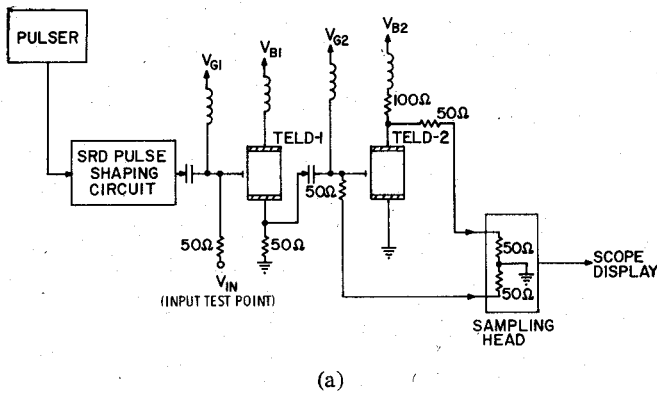 PULSER
SRD PULSE
SHAPING
CIRCUIT
VG1
VB1
VG2
VB2
100Ω
50Ω
TELD-1
TELD-2
50Ω
50Ω
50Ω
VIN
(INPUT TEST POINT)
50Ω
50Ω
SAMPLING
HEAD
SCOPE
DISPLAY
(a)